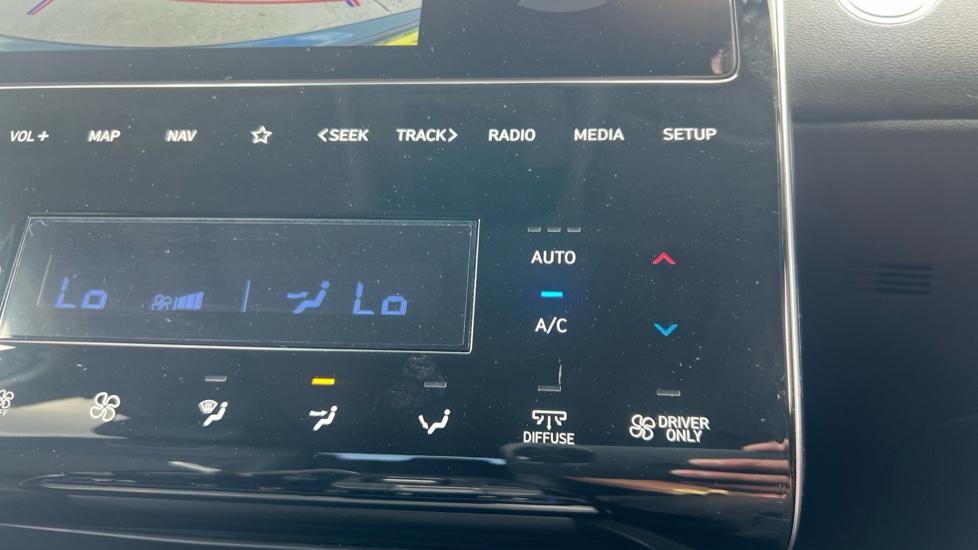 VOL + MAP NAV <SEEK TRACK> RADIO MEDIA SETUP
AUTO
Lo Lo
A/C
DIFFUSE
DRIVER
ONLY